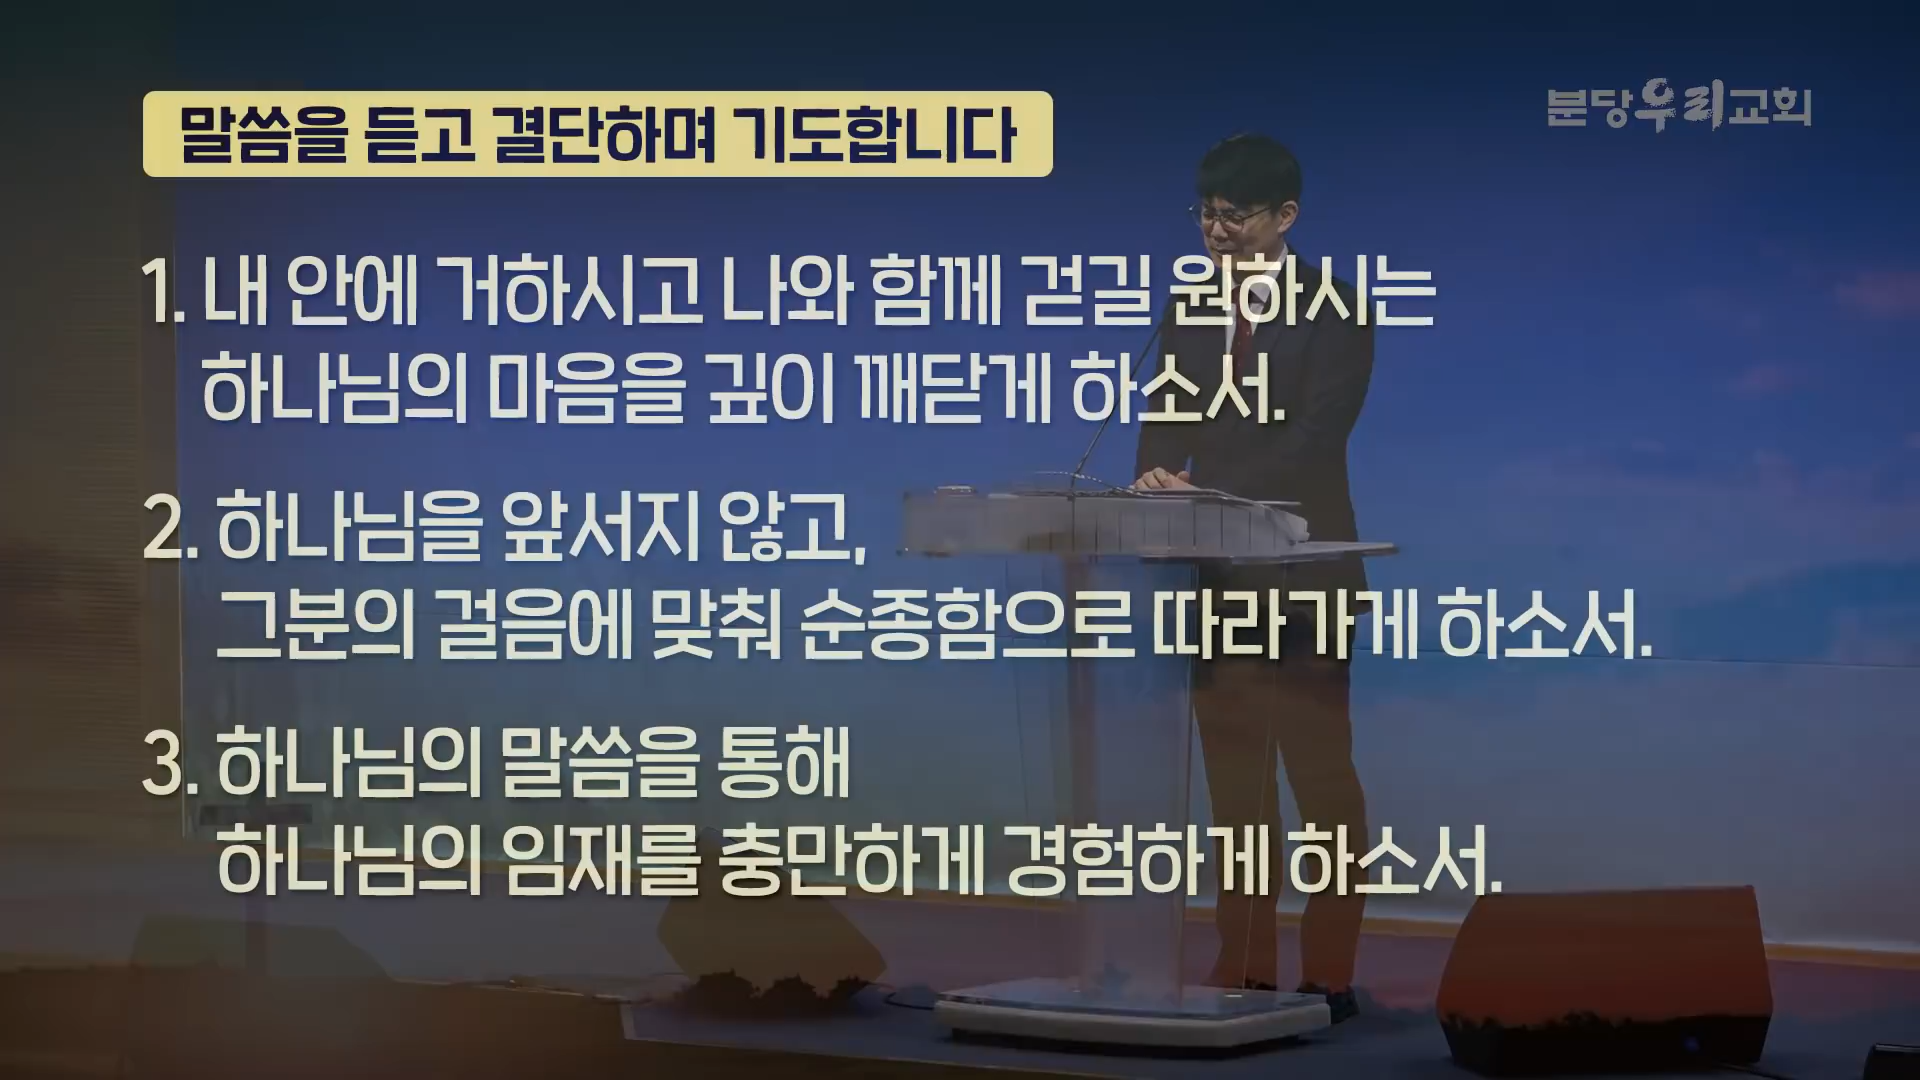 말씀을 듣고 결단하며 기도합니다
분당우리교회
1. 내 안에 거하시고 나와 함께 걷길 원하시는
하나님의 마음을 깊이 깨닫게 하소서.
2. 하나님을 앞서지 않고,
그분의 걸음에 맞춰 순종함으로 따라가게 하소서.
3. 하나님의 말씀을 통해
하나님의 임재를 충만하게 경험하게 하소서.